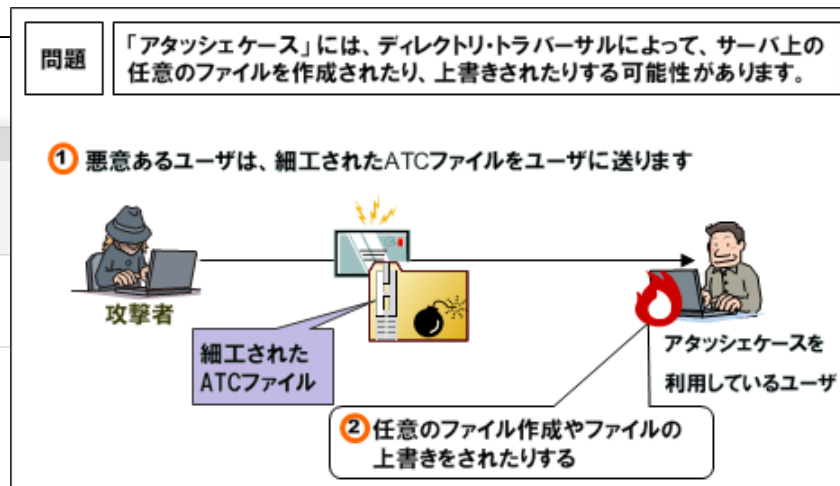 問題
「アタッシェケース」には、ディレクトリ・トラバーサルによって、サーバ上の
任意のファイルを作成されたり、上書きされたりする可能性があります。
1 悪意あるユーザは、細工されたATCファイルをユーザに送ります
攻撃者
細工された
ATCファイル
アタッシェケースを
利用しているユーザ
2 任意のファイル作成やファイルの
上書きをされたりする